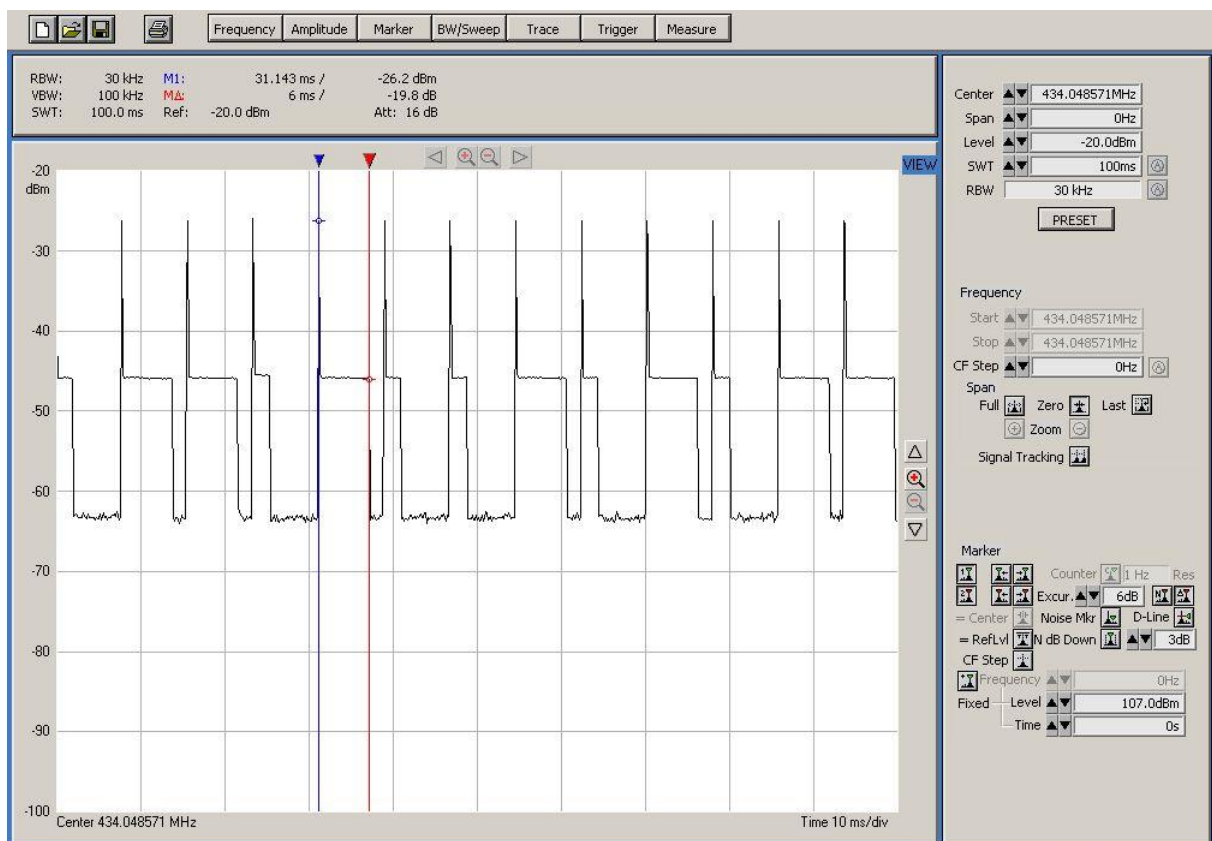 Frequency Amplitude Marker BW/Sweep Trace Trigger Measure
RBW: 30 kHz M1: 31.143 ms / -26.2 dBm
VBW: 100 kHz MΔ: 6 ms / -19.8 dB
SWT: 100.0 ms Ref: -20.0 dBm Att: 16 dB
VIEW
-20
dBm
-30
-40
-50
-60
-70
-80
-90
-100
Center 434.048571 MHz Time 10 ms/div
Center 434.048571MHz
Span 0Hz
Level -20.0dBm
SWT 100ms
RBW 30 kHz
PRESET
Frequency
Start 434.048571MHz
Stop 434.048571MHz
CF Step 0Hz
Span
Full Zero Last
Zoom
Signal Tracking
Marker
Counter 1 Hz Res
Excur. 6dB
= Center Noise Mkr D-Line
= RefLvl N dB Down 3dB
CF Step
Frequency 0Hz
Fixed Level 107.0dBm
Time 0s